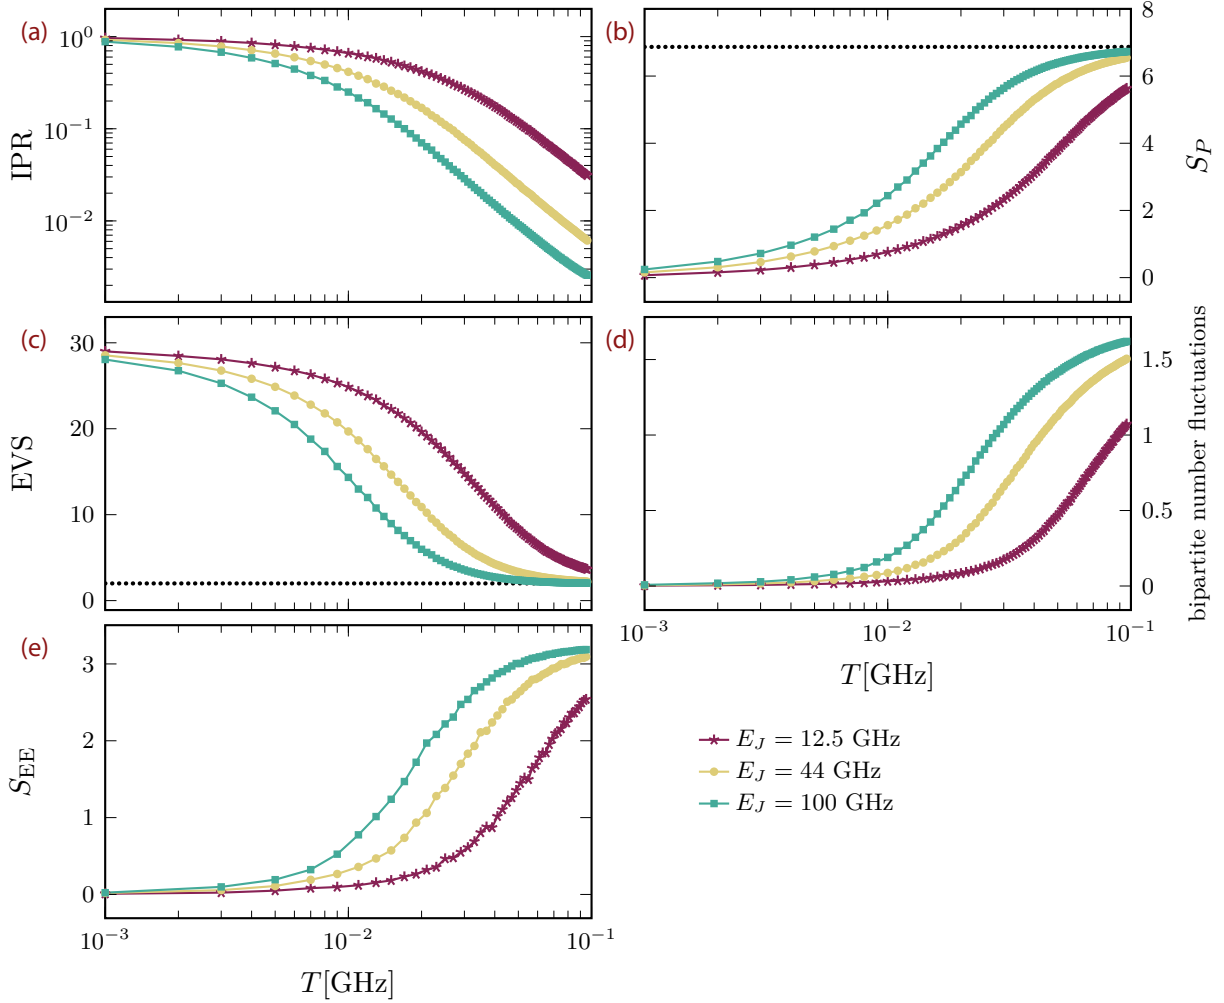 (a)
10⁰
10⁻¹
10⁻²
IPR
(b)
8
6
4
2
0
S_P
(c)
30
20
10
0
EVS
(d)
1.5
1
0.5
0
bipartite number fluctuations
10⁻³
10⁻²
10⁻¹
T[GHz]
(e)
3
2
1
0
S_EE
10⁻³
10⁻²
10⁻¹
T[GHz]
E_J = 12.5 GHz
E_J = 44 GHz
E_J = 100 GHz